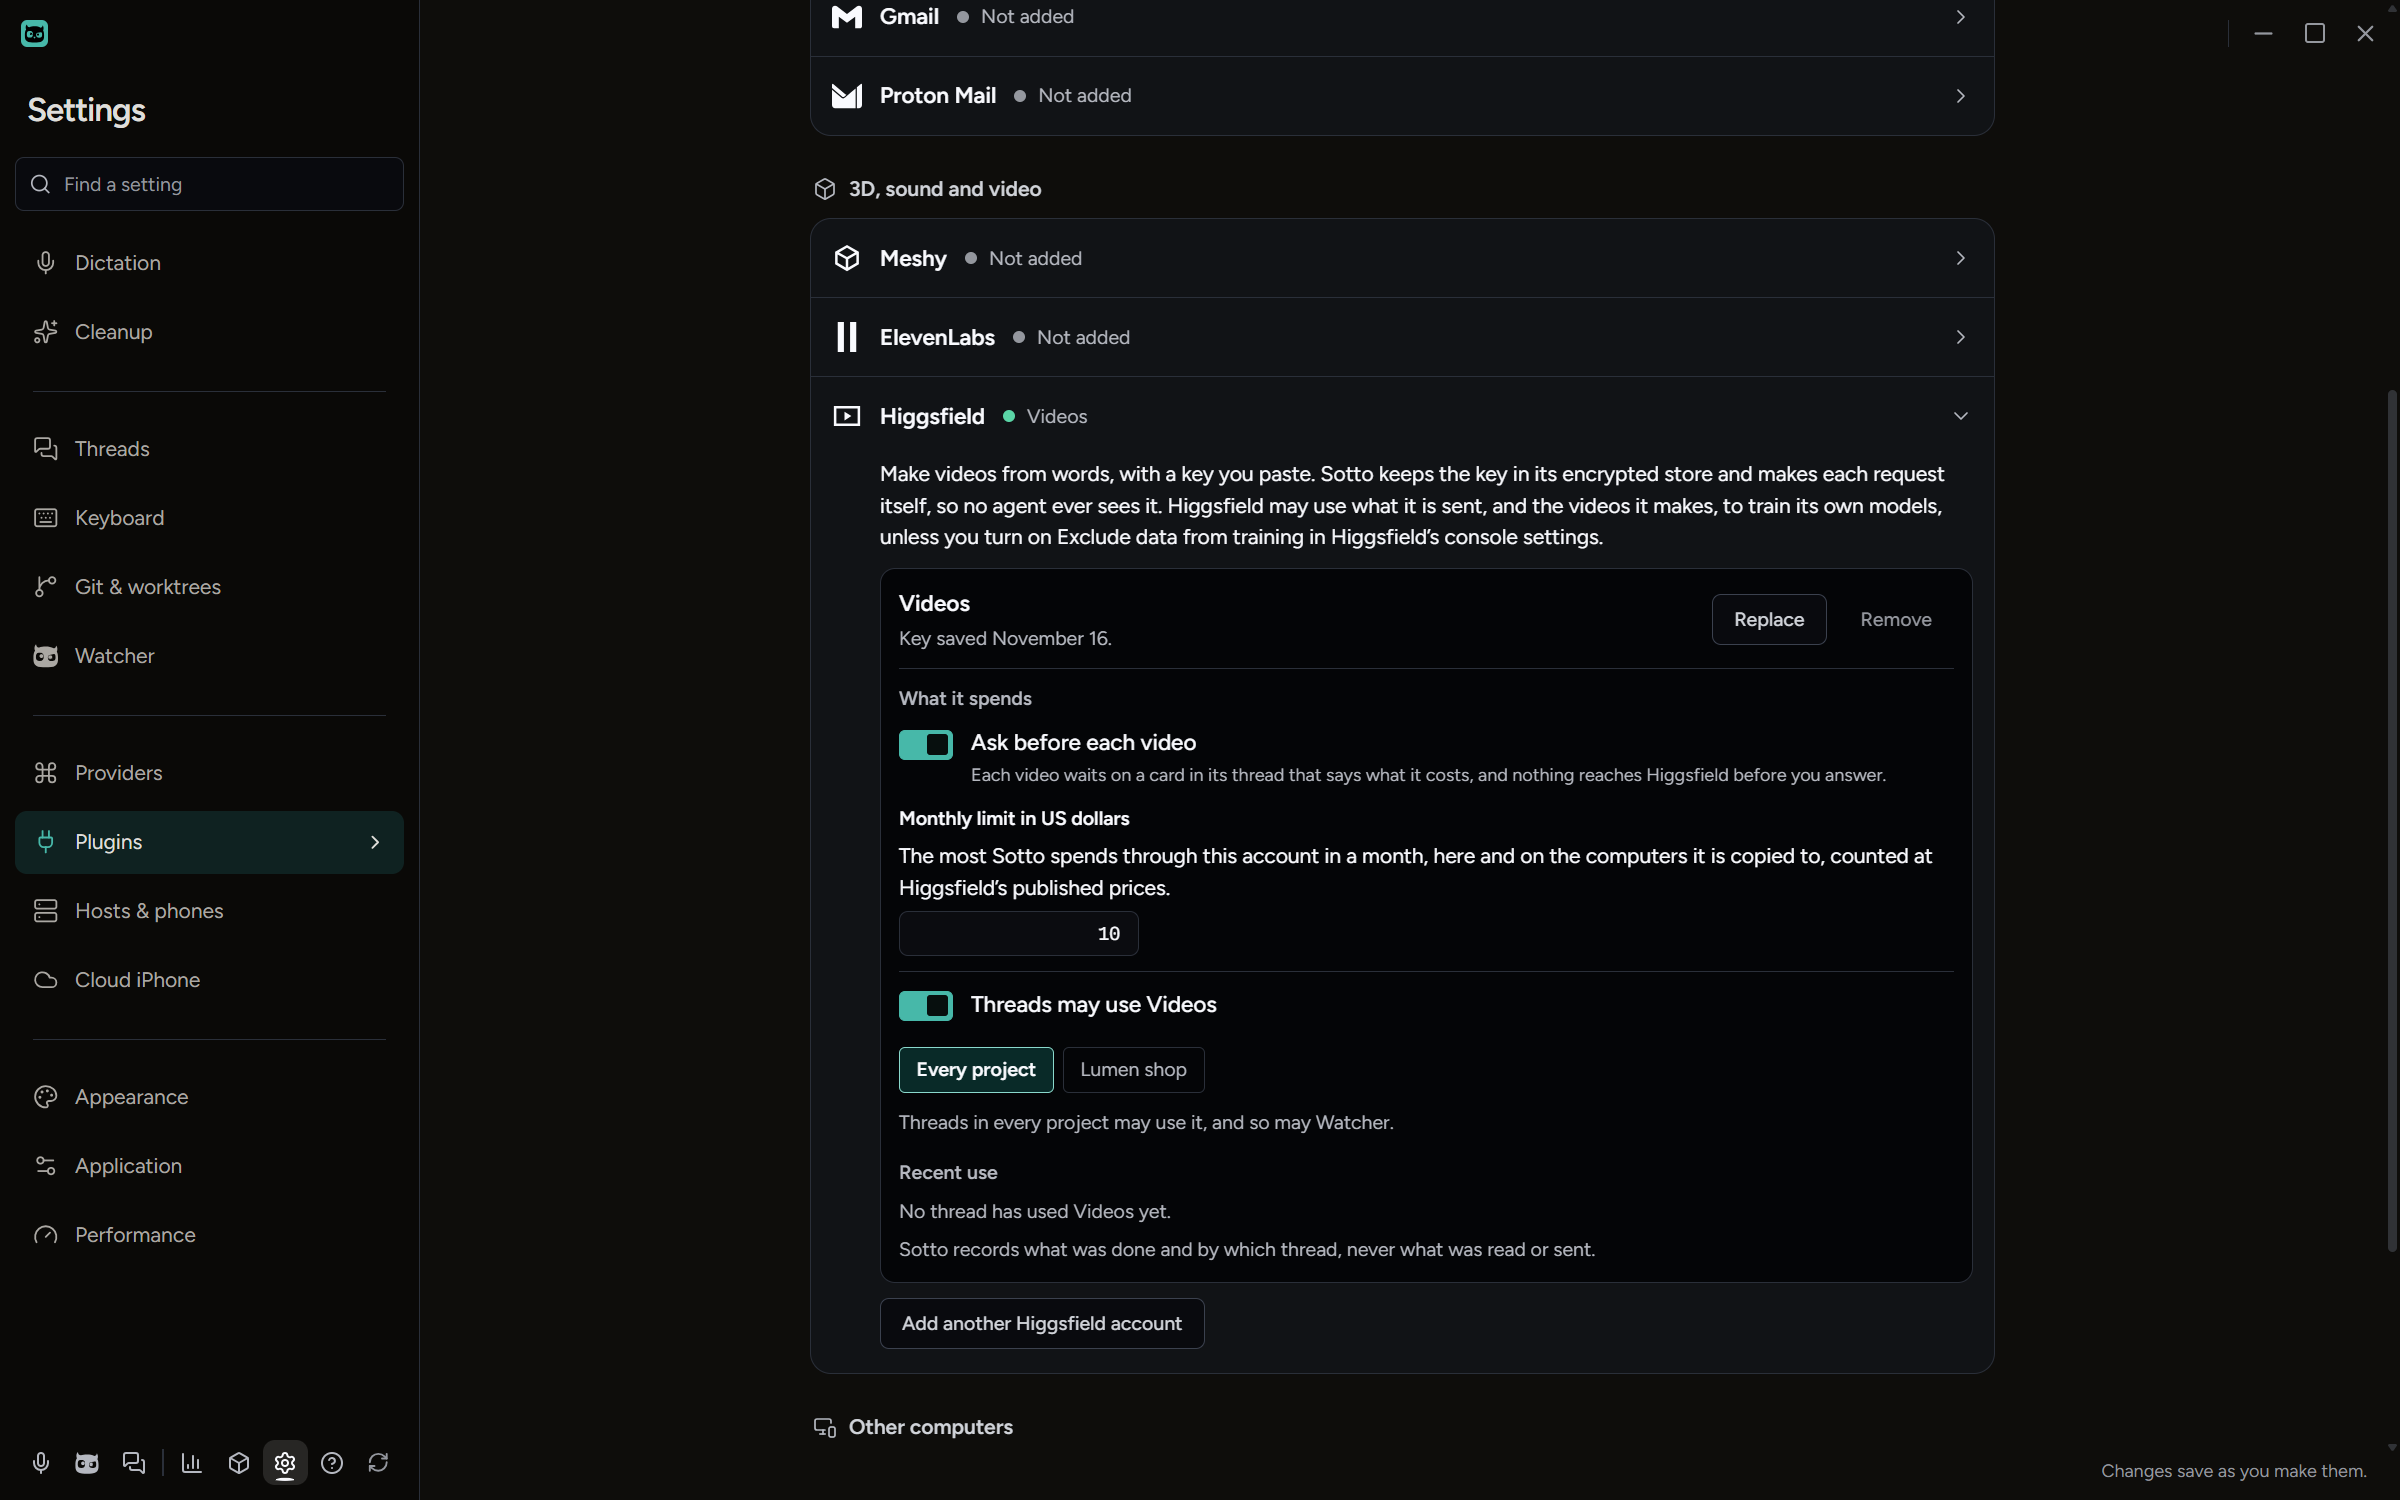 Settings
Find a setting
Dictation
Cleanup
Threads
Keyboard
Git & worktrees
Watcher
Providers
Plugins
Hosts & phones
Cloud iPhone
Appearance
Application
Performance
Gmail Not added
Proton Mail Not added
3D, sound and video
Meshy Not added
ElevenLabs Not added
Higgsfield Videos
Make videos from words, with a key you paste. Sotto keeps the key in its encrypted store and makes each request
itself, so no agent ever sees it. Higgsfield may use what it is sent, and the videos it makes, to train its own models,
unless you turn on Exclude data from training in Higgsfield’s console settings.
Videos
Key saved November 16.
Replace
Remove
What it spends
Ask before each video
Each video waits on a card in its thread that says what it costs, and nothing reaches Higgsfield before you answer.
Monthly limit in US dollars
The most Sotto spends through this account in a month, here and on the computers it is copied to, counted at
Higgsfield’s published prices.
10
Threads may use Videos
Every project
Lumen shop
Threads in every project may use it, and so may Watcher.
Recent use
No thread has used Videos yet.
Sotto records what was done and by which thread, never what was read or sent.
Add another Higgsfield account
Other computers
Changes save as you make them.